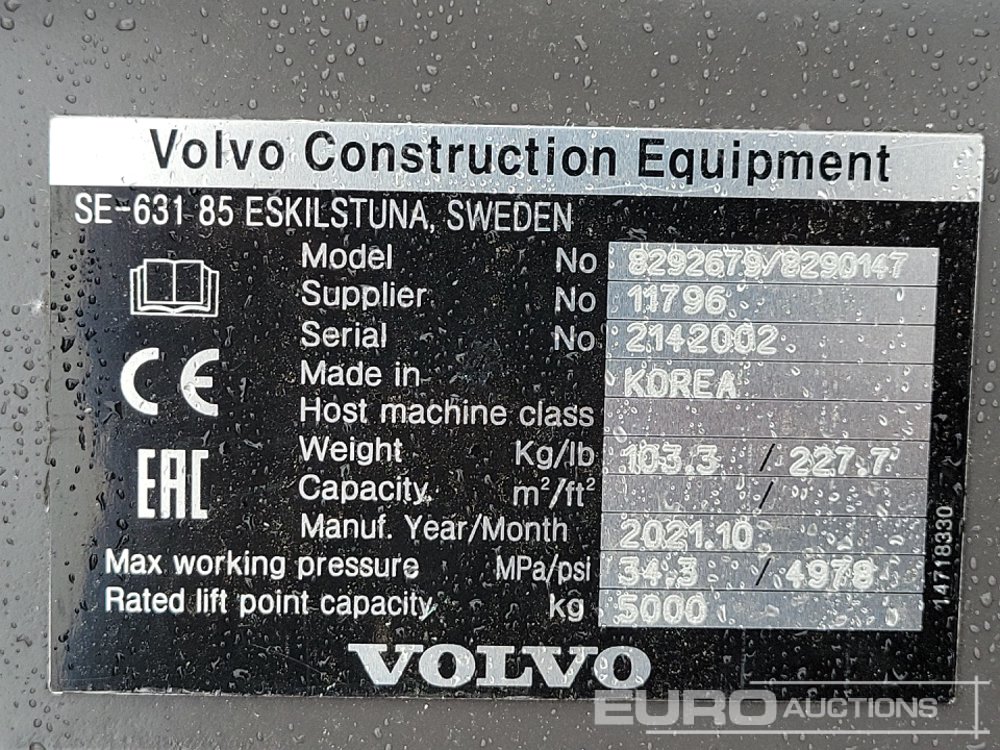 Volvo Construction Equipment
SE-631 85 ESKILSTUNA, SWEDEN
Model No 8292679/8290147
Supplier No 11796
Serial No 2142002
Made in KOREA
Host machine class
Weight Kg/lb 103.3 / 227.7
Capacity m²/ft² /
Manuf. Year/Month 2021.10
Max working pressure MPa/psi 34.3 / 4978
Rated lift point capacity kg 5000
CE
EAC
14718330
VOLVO
EURO AUCTIONS